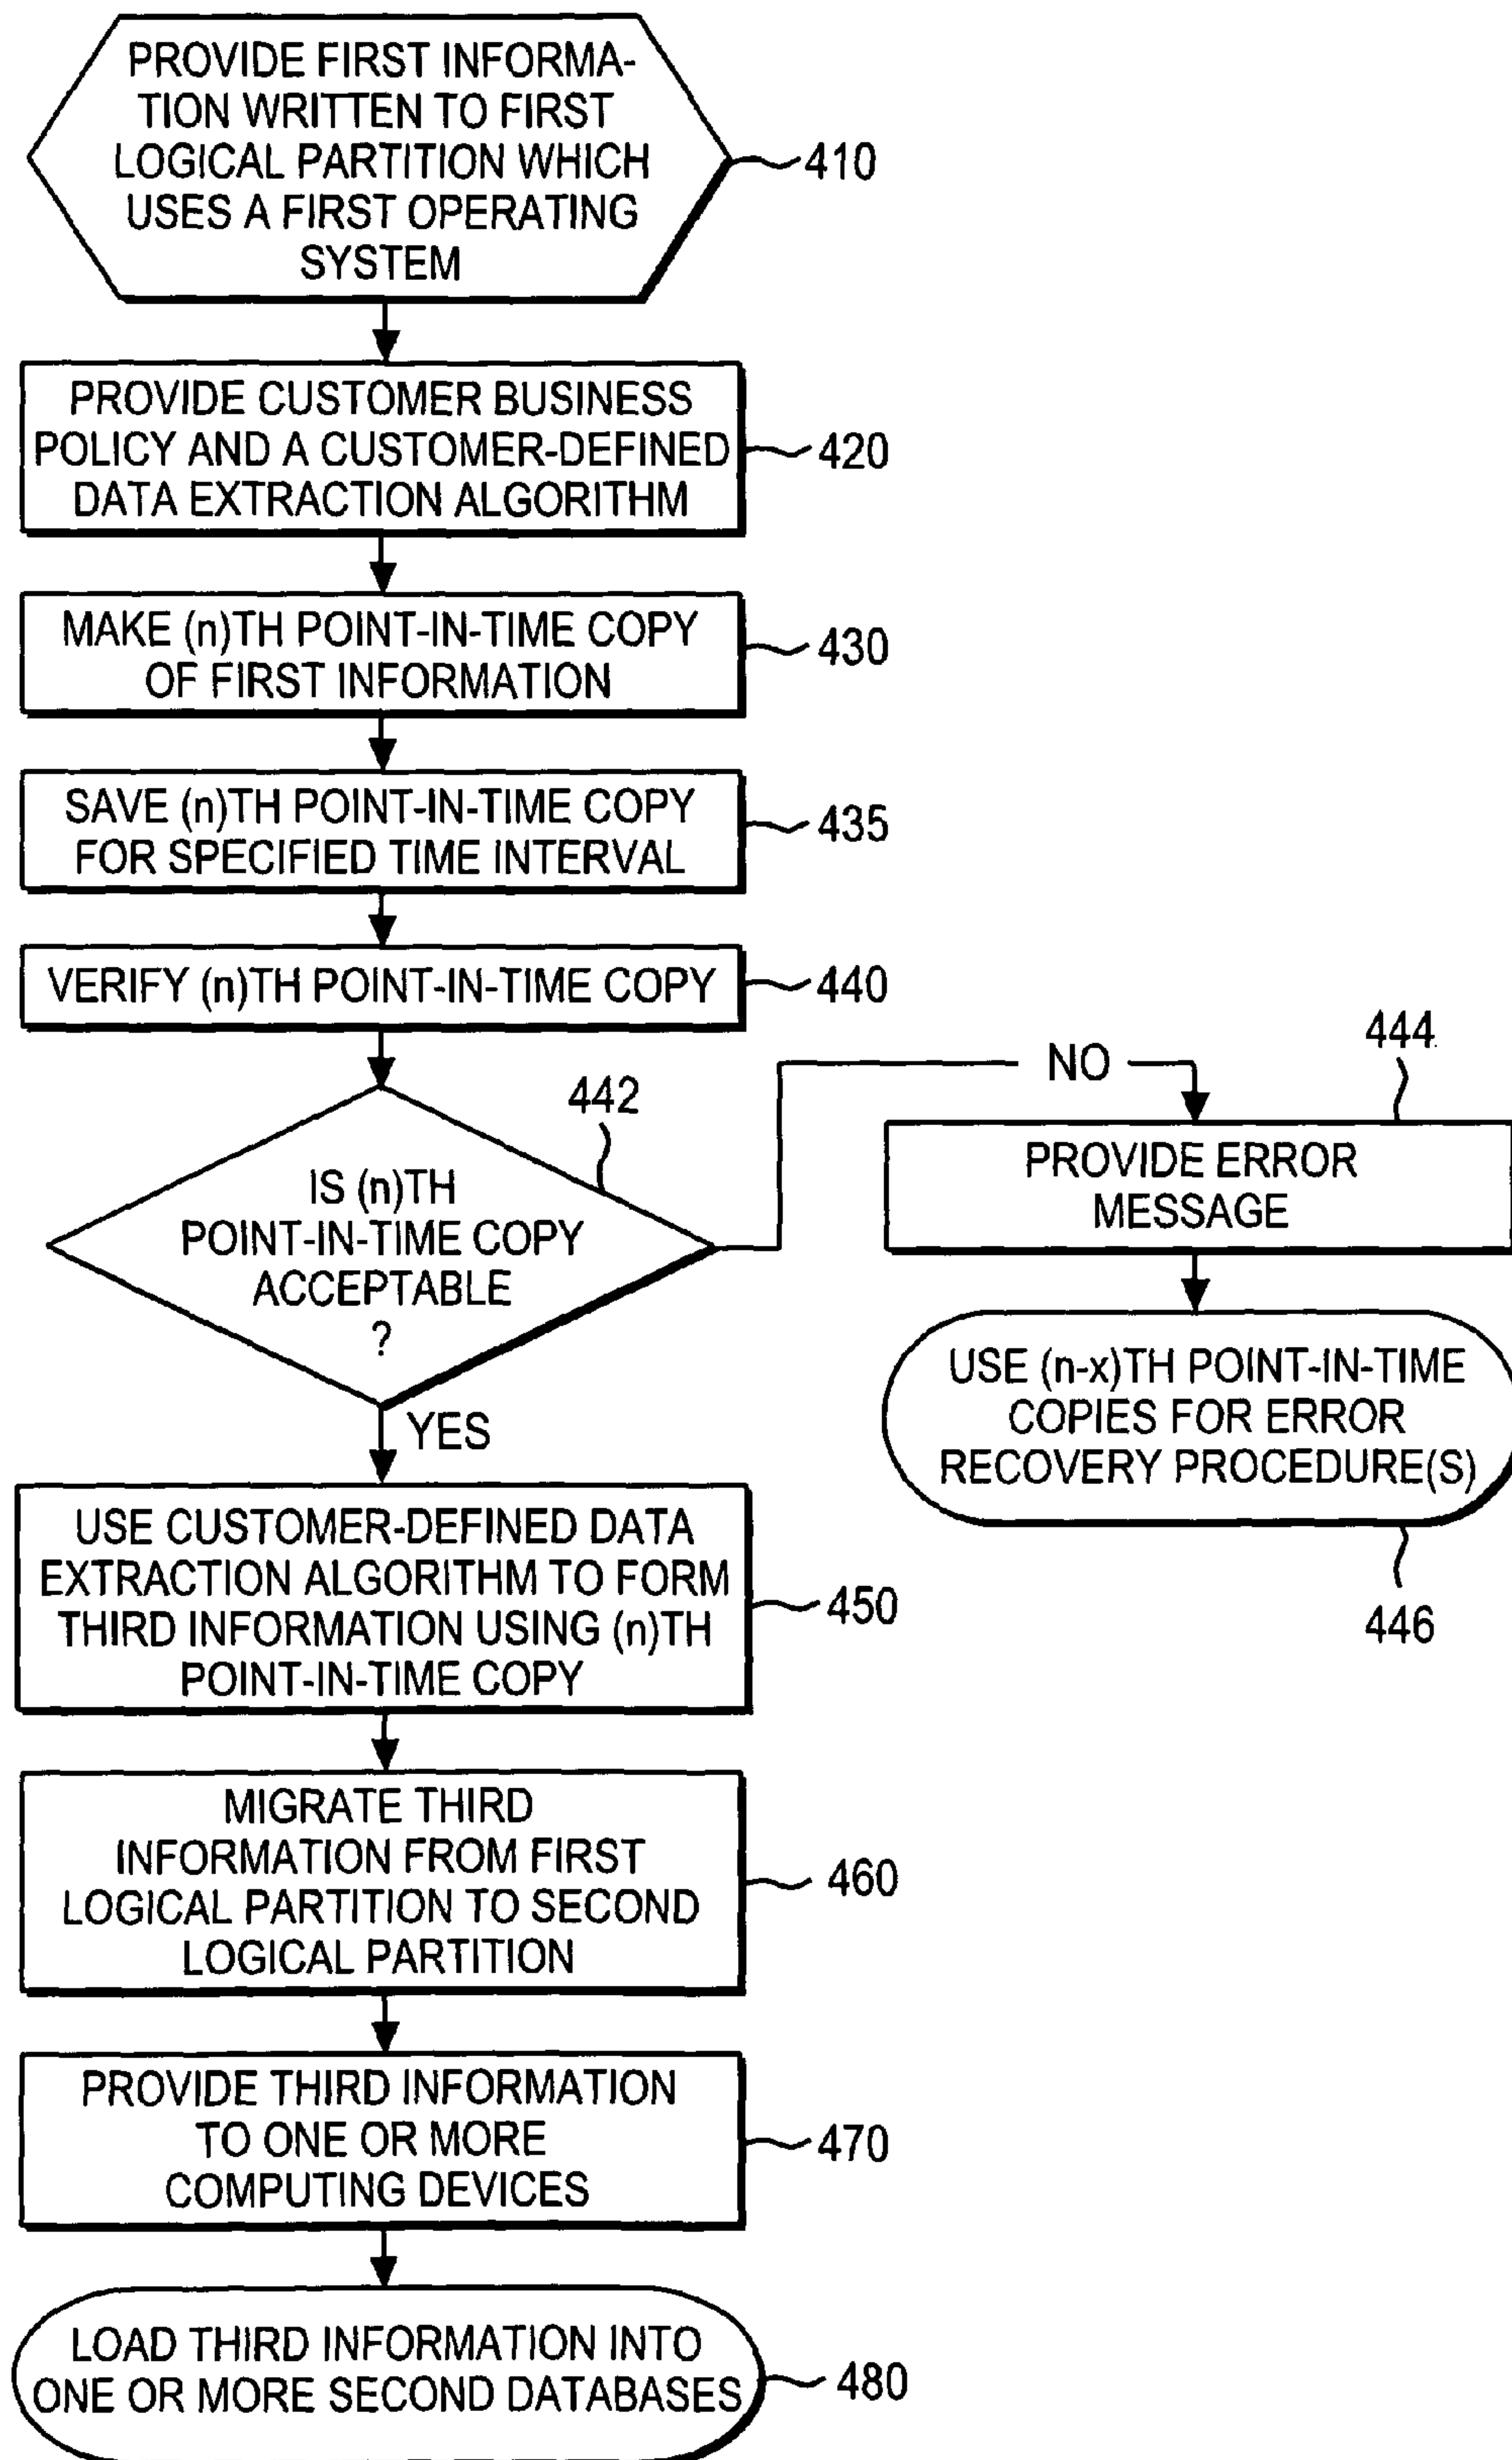 PROVIDE FIRST INFORMA-
TION WRITTEN TO FIRST
LOGICAL PARTITION WHICH
USES A FIRST OPERATING
SYSTEM
410
PROVIDE CUSTOMER BUSINESS
POLICY AND A CUSTOMER-DEFINED
DATA EXTRACTION ALGORITHM
420
MAKE (n)TH POINT-IN-TIME COPY
OF FIRST INFORMATION
430
SAVE (n)TH POINT-IN-TIME COPY
FOR SPECIFIED TIME INTERVAL
435
VERIFY (n)TH POINT-IN-TIME COPY
440
442
IS (n)TH
POINT-IN-TIME COPY
ACCEPTABLE
?
NO
444
PROVIDE ERROR
MESSAGE
USE (n-x)TH POINT-IN-TIME
COPIES FOR ERROR
RECOVERY PROCEDURE(S)
446
YES
USE CUSTOMER-DEFINED DATA
EXTRACTION ALGORITHM TO FORM
THIRD INFORMATION USING (n)TH
POINT-IN-TIME COPY
450
MIGRATE THIRD
INFORMATION FROM FIRST
LOGICAL PARTITION TO SECOND
LOGICAL PARTITION
460
PROVIDE THIRD INFORMATION
TO ONE OR MORE
COMPUTING DEVICES
470
LOAD THIRD INFORMATION INTO
ONE OR MORE SECOND DATABASES
480